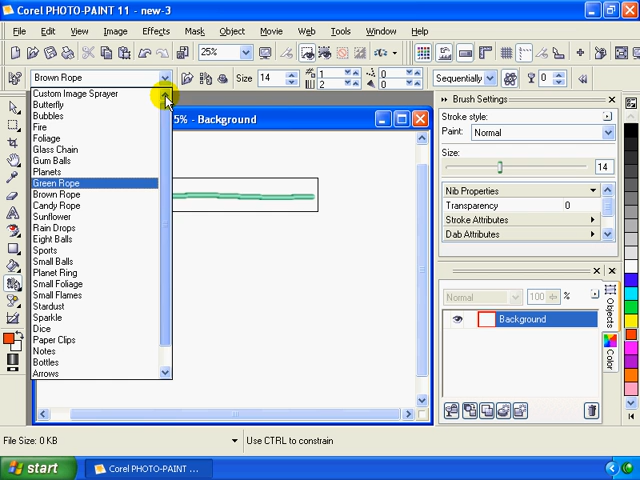 Corel PHOTO-PAINT 11 - new-3
File Edit View Image Effects Mask Object Movie Web Tools Window Help
25%
Brown Rope Size 14 1 2 0 0 Sequentially 0
Custom Image Sprayer
Butterfly
Bubbles
Fire
Foliage
Glass Chain
Gum Balls
Planets
Green Rope
Brown Rope
Candy Rope
Sunflower
Rain Drops
Eight Balls
Sports
Small Balls
Planet Ring
Small Foliage
Small Flames
Stardust
Sparkle
Dice
Paper Clips
Notes
Bottles
Arrows
5% - Background
Brush Settings
Stroke style:
Paint: Normal
Size:
14
Nib Properties
Transparency 0
Stroke Attributes
Dab Attributes
Normal 100 %
Background
Objects
Color
File Size: 0 KB Use CTRL to constrain
start Corel PHOTO-PAINT ...